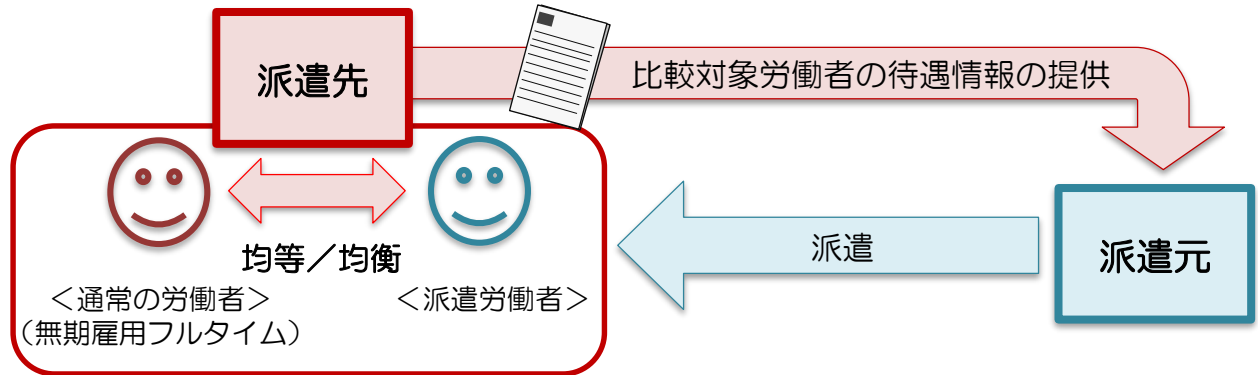 派遣先
比較対象労働者の待遇情報の提供
派遣
派遣元
均等／均衡
＜通常の労働者＞
（無期雇用フルタイム）
＜派遣労働者＞